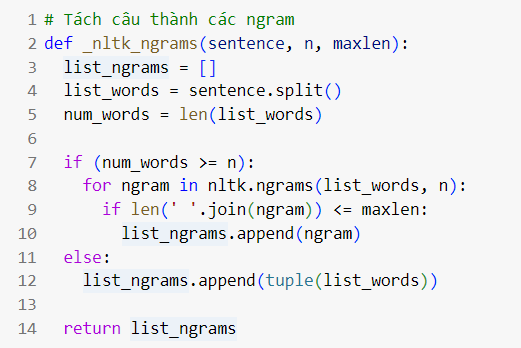 1 # Tách câu thành các ngram
2 def _nltk_ngrams(sentence, n, maxlen):
3   list_ngrams = []
4   list_words = sentence.split()
5   num_words = len(list_words)
6
7   if (num_words >= n):
8     for ngram in nltk.ngrams(list_words, n):
9       if len(' '.join(ngram)) <= maxlen:
10         list_ngrams.append(ngram)
11   else:
12     list_ngrams.append(tuple(list_words))
13
14   return list_ngrams